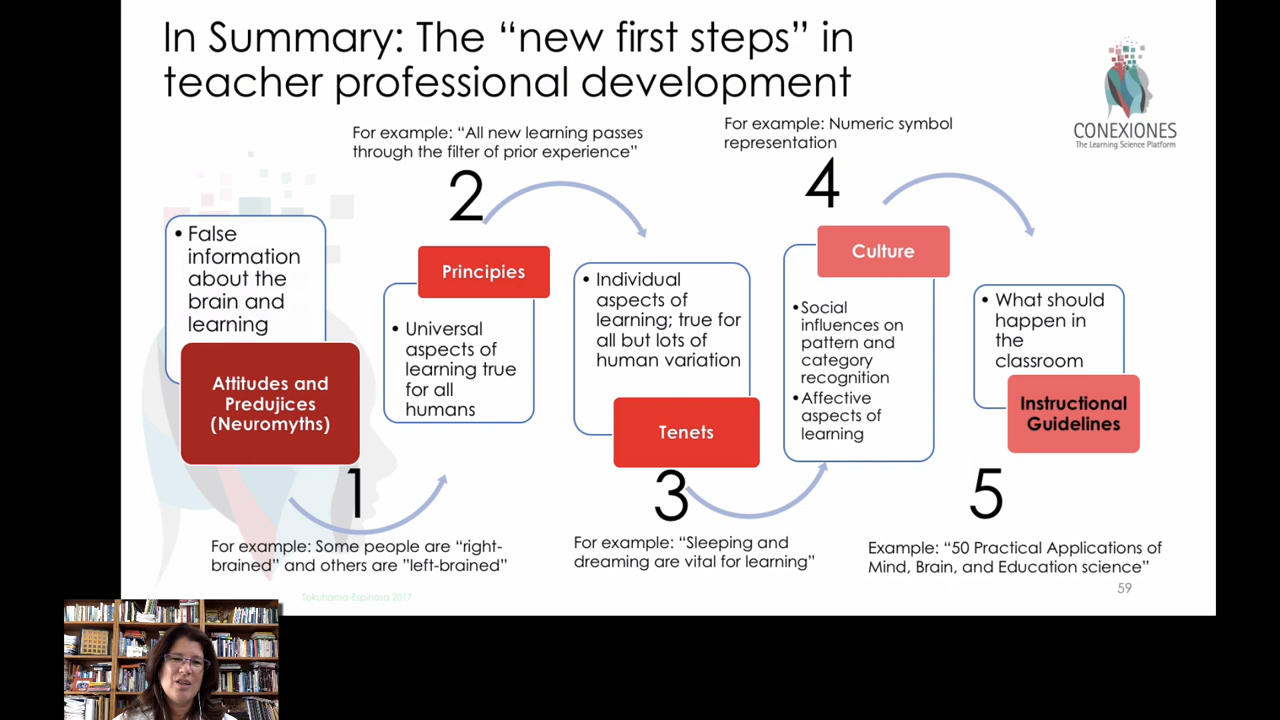 In Summary: The “new first steps” in
teacher professional development
CONEXIONES
The Learning Science Platform
For example: “All new learning passes
through the filter of prior experience”
For example: Numeric symbol
representation
• False
information
about the
brain and
learning
Attitudes and
Predujices
(Neuromyths)
1
For example: Some people are “right-
brained” and others are ”left-brained”
2
Principies
• Universal
aspects of
learning true
for all
humans
• Individual
aspects of
learning; true for
all but lots of
human variation
Tenets
3
For example: “Sleeping and
dreaming are vital for learning”
4
Culture
•Social
influences on
pattern and
category
recognition
•Affective
aspects of
learning
• What should
happen in
the
classroom
Instructional
Guidelines
5
Example: “50 Practical Applications of
Mind, Brain, and Education science”
Tokuhama-Espinosa 2017
59